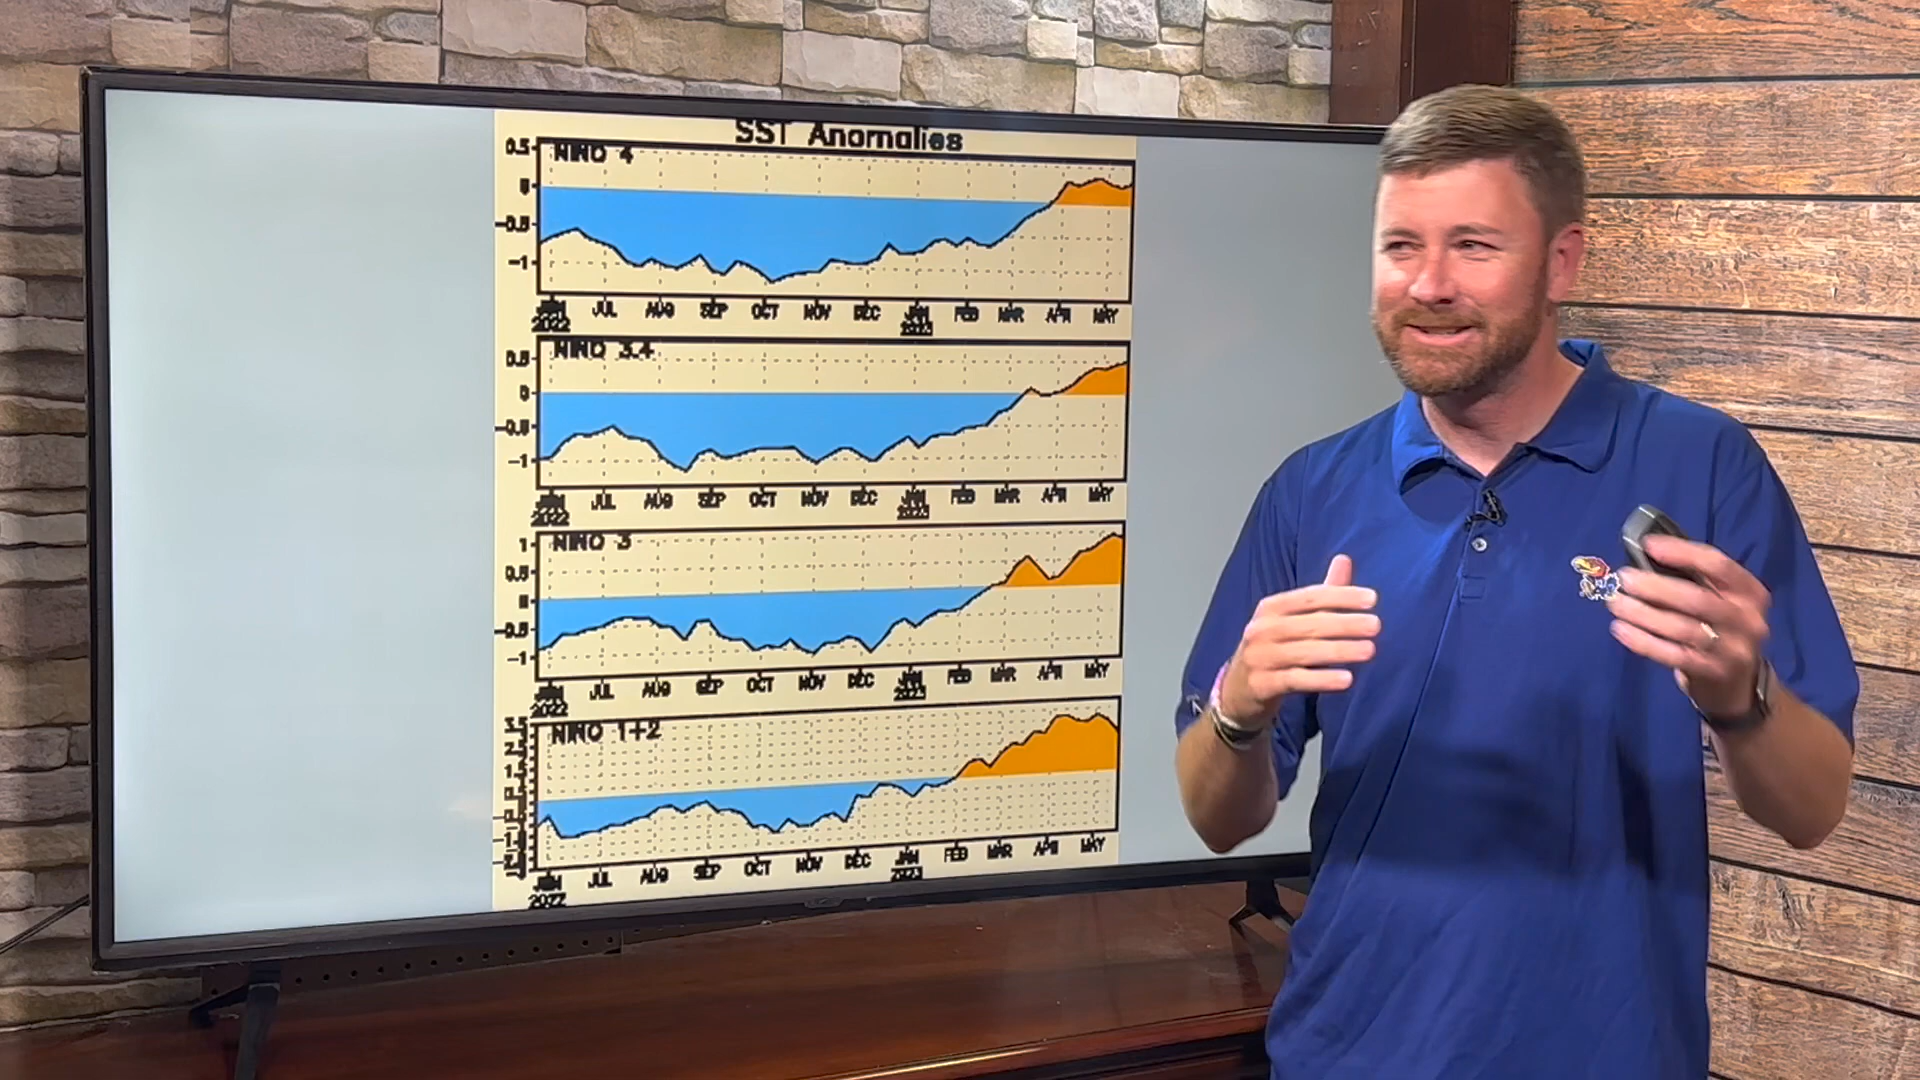 SST Anomalies
0.5
NINO 4
0
-0.5
-1
JUN JUL AUG SEP OCT NOV DEC JAN FEB MAR APR MAY
2022 2023
NINO 3.4
0.5
0
-0.5
-1
JUN JUL AUG SEP OCT NOV DEC JAN FEB MAR APR MAY
2022 2023
NINO 3
1
0.5
0
-0.5
-1
JUN JUL AUG SEP OCT NOV DEC JAN FEB MAR APR MAY
2022 2023
3.5
NINO 1+2
JUN JUL AUG SEP OCT NOV DEC JAN FEB MAR APR MAY
2022 2023